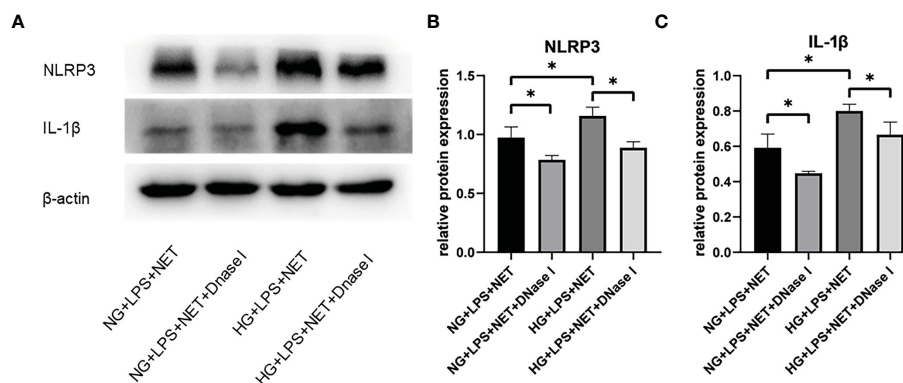 A
NLRP3
IL-1β
β-actin
NG+LPS+NET
NG+LPS+NET+Dnase I
HG+LPS+NET
HG+LPS+NET+Dnase I
B
NLRP3
relative protein expression
1.5
1.0
0.5
0.0
*
*
*
NG+LPS+NET
NG+LPS+NET+DNase I
HG+LPS+NET
HG+LPS+NET+DNase I
C
IL-1β
relative protein expression
1.0
0.8
0.6
0.4
0.2
0.0
*
*
*
NG+LPS+NET
NG+LPS+NET+DNase I
HG+LPS+NET
HG+LPS+NET+DNase I